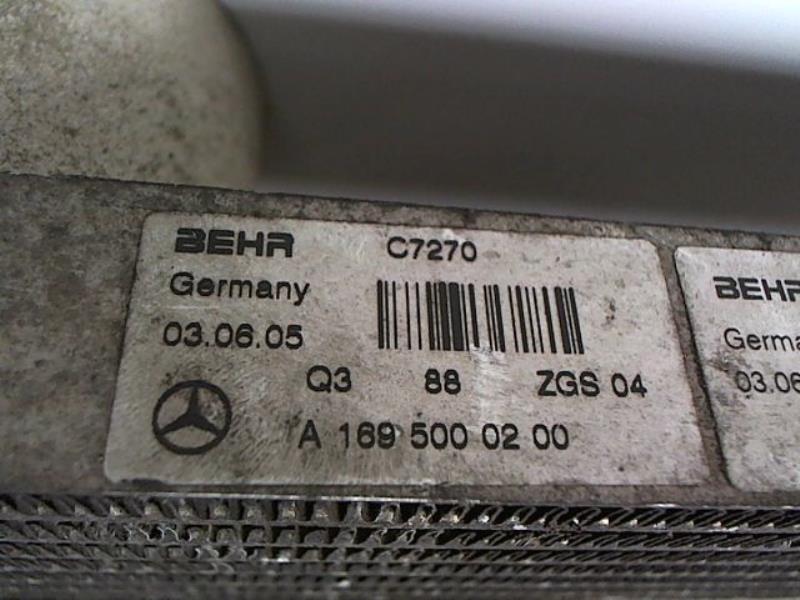 BEHR C7270
Germany
03.06.05
Q3 88 ZGS 04
A 169 500 02 00
BEHR
Germa
03.06